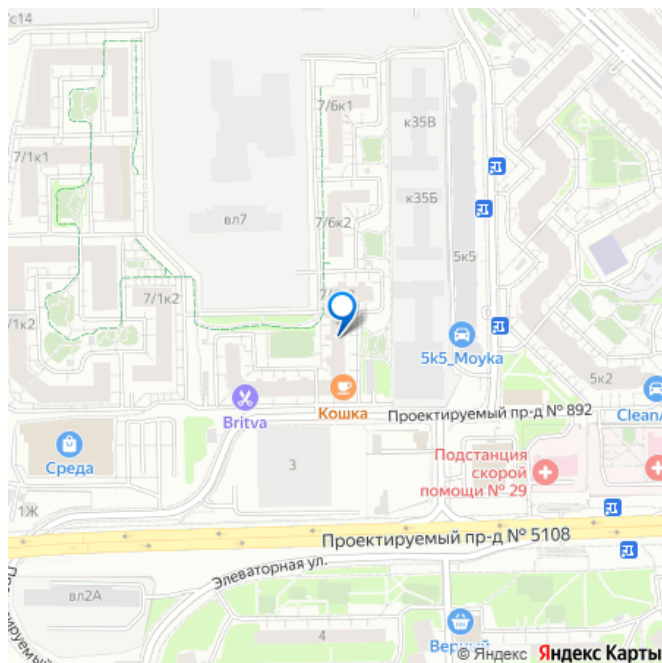 с14
7/6к1
к35В
7/1к1
к35Б
7/6к2
вл7
5к5
7/1к2
1к2
5k5_Moyka
5к2
Britva
Кошка
Проектируемый пр-д № 892
Среда
3
Подстанция
скорой
помощи № 29
1Ж
Проектируемый пр-д № 5108
Элеваторная ул.
вл2А
4
Верный
© Яндекс Яндекс Карты